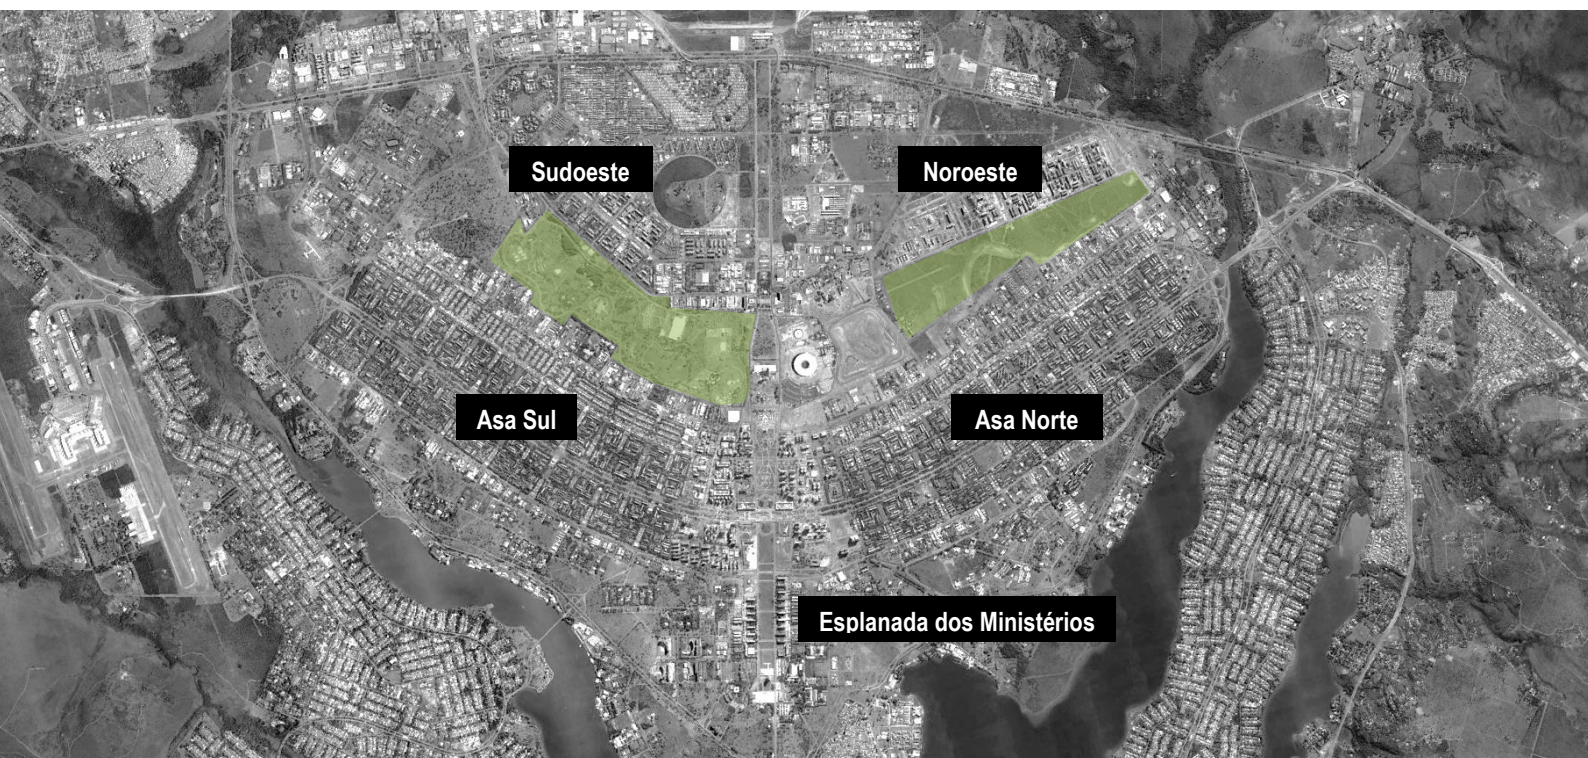 Sudoeste
Noroeste
Asa Sul
Asa Norte
Esplanada dos Ministérios